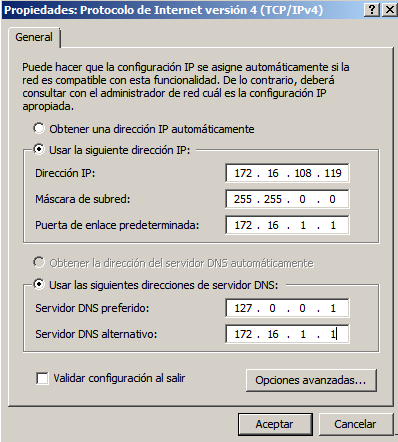 Propiedades: Protocolo de Internet versión 4 (TCP/IPv4)
General
Puede hacer que la configuración IP se asigne automáticamente si la
red es compatible con esta funcionalidad. De lo contrario, deberá
consultar con el administrador de red cuál es la configuración IP
apropiada.
Obtener una dirección IP automáticamente
Usar la siguiente dirección IP:
Dirección IP: 172 . 16 . 108 . 119
Máscara de subred: 255 . 255 . 0 . 0
Puerta de enlace predeterminada: 172 . 16 . 1 . 1
Obtener la dirección del servidor DNS automáticamente
Usar las siguientes direcciones de servidor DNS:
Servidor DNS preferido: 127 . 0 . 0 . 1
Servidor DNS alternativo: 172 . 16 . 1 . 1
Validar configuración al salir
Opciones avanzadas...
Aceptar Cancelar